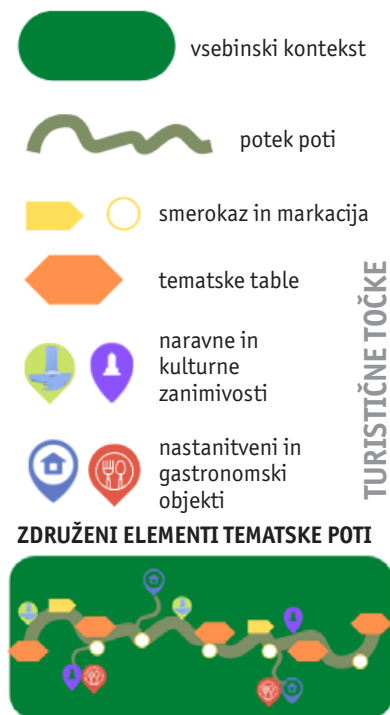 vsebinski kontekst
potek poti
smerokaz in markacija
tematske table
naravne in
kulturne
zanimivosti
nastanitveni in
gastronomski
objekti
TURISTIČNE TOČKE
ZDRUŽENI ELEMENTI TEMATSKE POTI